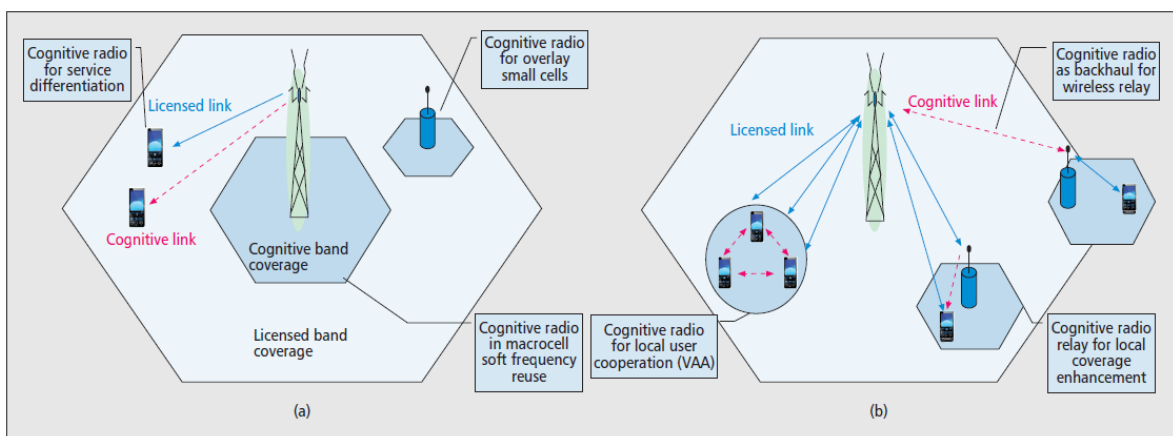 Cognitive radio
for service
differentiation
Licensed link
Cognitive link
Cognitive radio
for overlay
small cells
Cognitive band
coverage
Licensed band
coverage
Cognitive radio
in macrocell
soft frequency
reuse
(a)
Cognitive radio
as backhaul for
wireless relay
Cognitive link
Licensed link
Cognitive radio
for local user
cooperation (VAA)
Cognitive radio
relay for local
coverage
enhancement
(b)